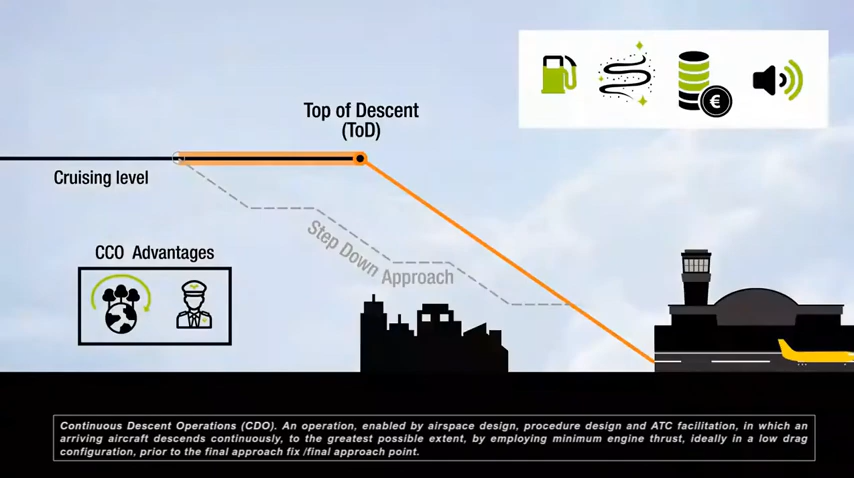 Top of Descent
(ToD)
Cruising level
Step Down Approach
CCO Advantages
€
Continuous Descent Operations (CDO). An operation, enabled by airspace design, procedure design and ATC facilitation, in which an
arriving aircraft descends continuously, to the greatest possible extent, by employing minimum engine thrust, ideally in a low drag
configuration, prior to the final approach fix /final approach point.